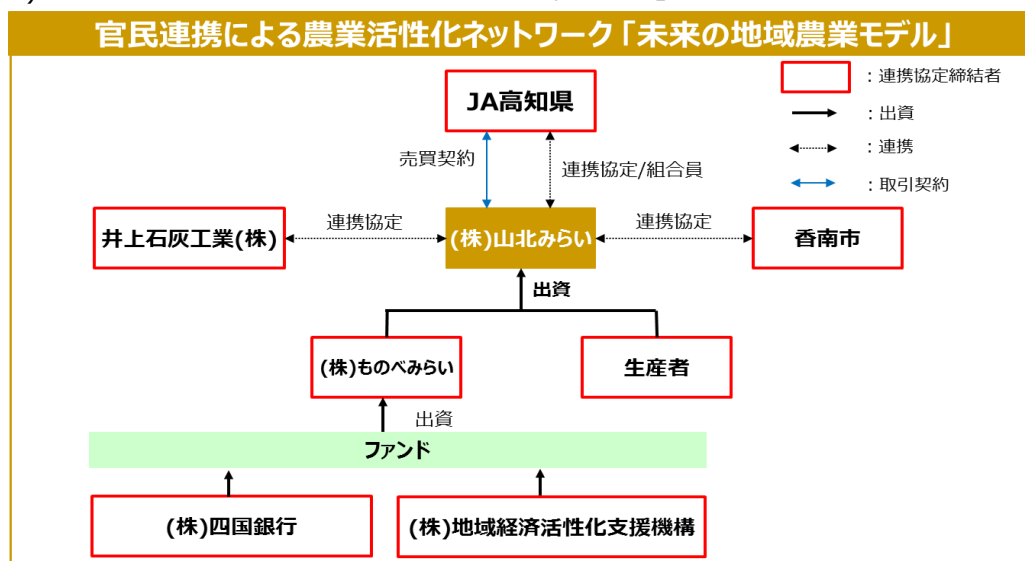 )
官民連携による農業活性化ネットワーク「未来の地域農業モデル」
JA高知県
：連携協定締結者
：出資
：連携
：取引契約
売買契約
連携協定/組合員
井上石灰工業(株)
連携協定
(株)山北みらい
連携協定
香南市
出資
(株)ものべみらい
生産者
出資
ファンド
(株)四国銀行
(株)地域経済活性化支援機構